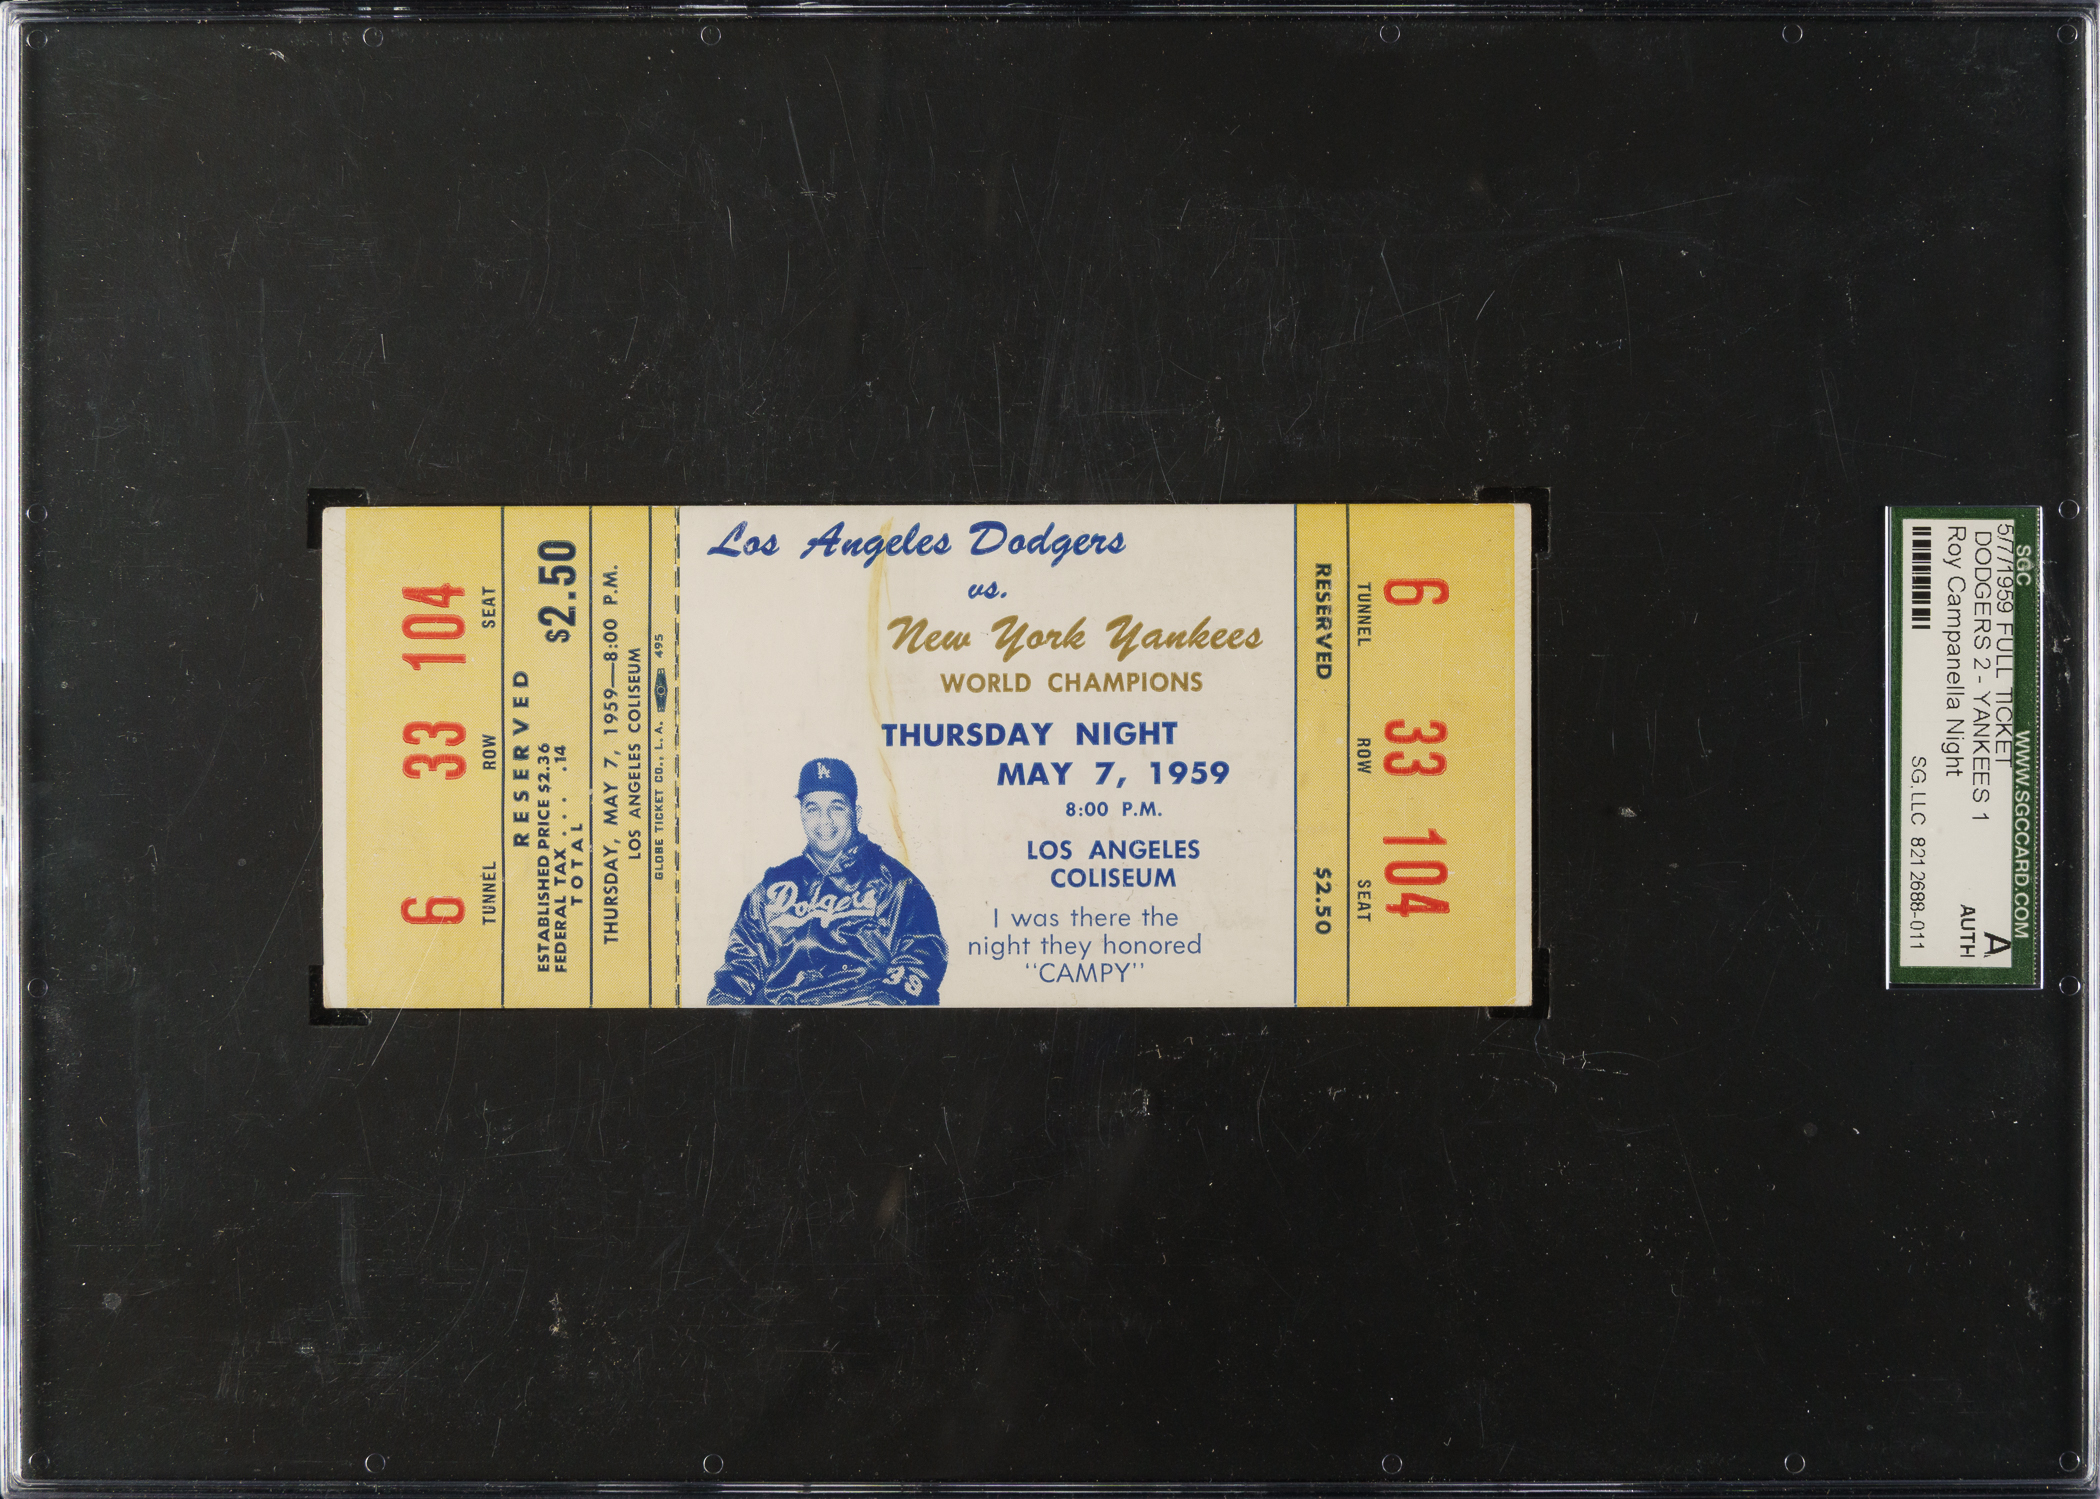 6 33 104
TUNNEL ROW SEAT
RESERVED
ESTABLISHED PRICE $2.36
FEDERAL TAX . . . . .14
TOTAL $2.50
THURSDAY, MAY 7, 1959—8:00 P.M.
LOS ANGELES COLISEUM
GLOBE TICKET CO., L. A. 495
Los Angeles Dodgers
vs.
New York Yankees
WORLD CHAMPIONS
THURSDAY NIGHT
MAY 7, 1959
8:00 P.M.
LOS ANGELES
COLISEUM
I was there the
night they honored
"CAMPY"
LA
Dodgers
39
6 33 104
TUNNEL ROW SEAT
RESERVED $2.50
SGC WWW.SGCCARD.COM
5/7/1959 FULL TICKET
DODGERS 2 - YANKEES 1 A
Roy Campanella Night AUTH
SG, LLC 8212688-011